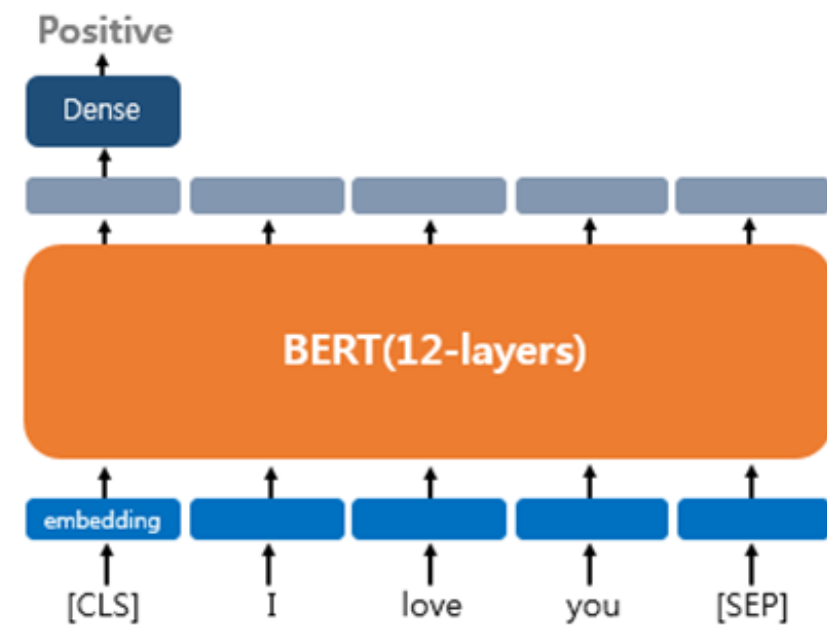 Positive
Dense
BERT(12-layers)
embedding
[CLS] I love you [SEP]